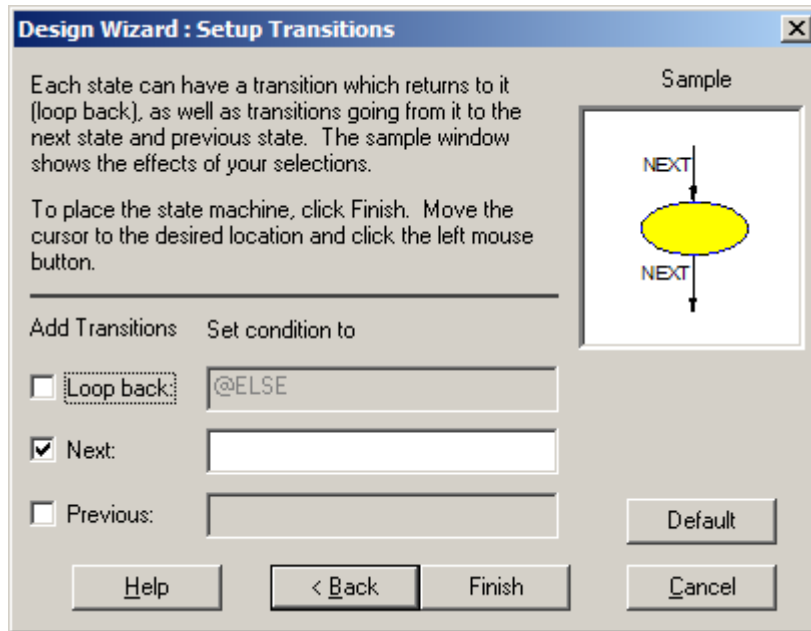 Design Wizard : Setup Transitions
Each state can have a transition which returns to it
(loop back), as well as transitions going from it to the
next state and previous state. The sample window
shows the effects of your selections.
To place the state machine, click Finish. Move the
cursor to the desired location and click the left mouse
button.
Sample
NEXT
NEXT
Add Transitions Set condition to
Loop back: @ELSE
Next:
Previous:
Default
Help < Back Finish Cancel